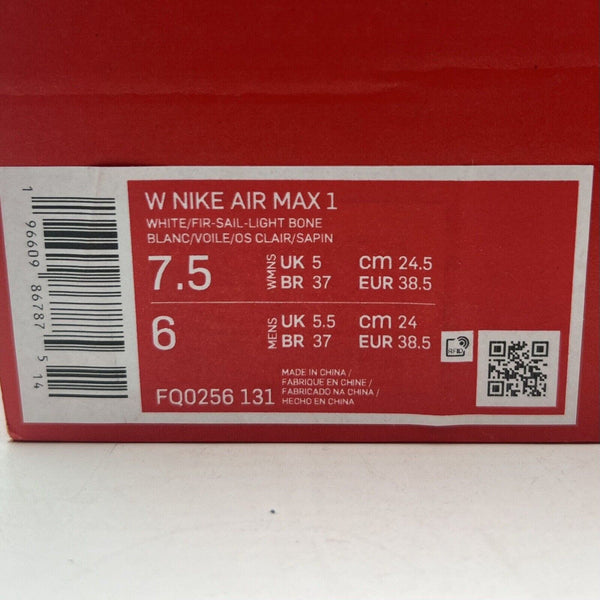 W NIKE AIR MAX 1
WHITE/FIR-SAIL-LIGHT BONE
BLANC/VOILE/OS CLAIR/SAPIN
7.5 WMNS UK 5 cm 24.5
BR 37 EUR 38.5
6 MENS UK 5.5 cm 24
BR 37 EUR 38.5
RFID
FQ0256 131
MADE IN CHINA /
FABRIQUE EN CHINE /
FABRICADO NA CHINA /
HECHO EN CHINA
1 96609 86787 5 14